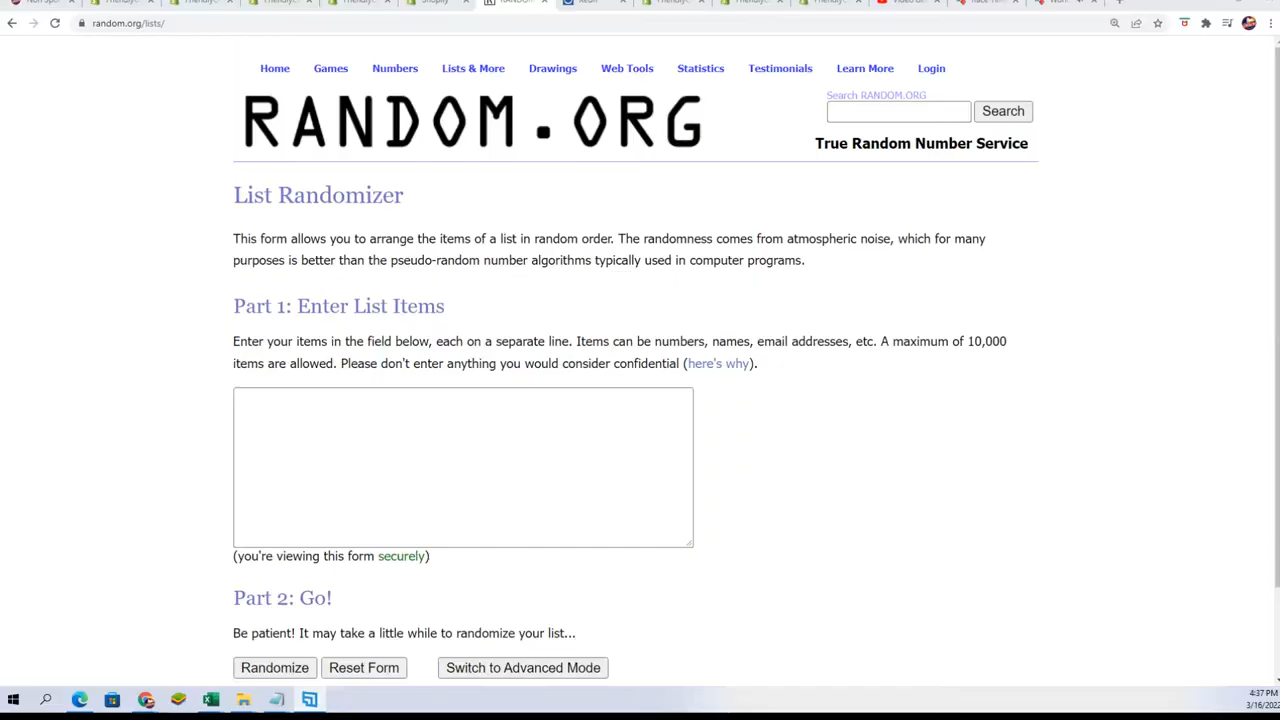 Shopify
random.org/lists/
Home Games Numbers Lists & More Drawings Web Tools Statistics Testimonials Learn More Login
Search RANDOM.ORG
RANDOM.ORG
Search
True Random Number Service
List Randomizer
This form allows you to arrange the items of a list in random order. The randomness comes from atmospheric noise, which for many
purposes is better than the pseudo-random number algorithms typically used in computer programs.
Part 1: Enter List Items
Enter your items in the field below, each on a separate line. Items can be numbers, names, email addresses, etc. A maximum of 10,000
items are allowed. Please don't enter anything you would consider confidential (here's why).
(you're viewing this form securely)
Part 2: Go!
Be patient! It may take a little while to randomize your list...
Randomize Reset Form Switch to Advanced Mode
4:37 PM